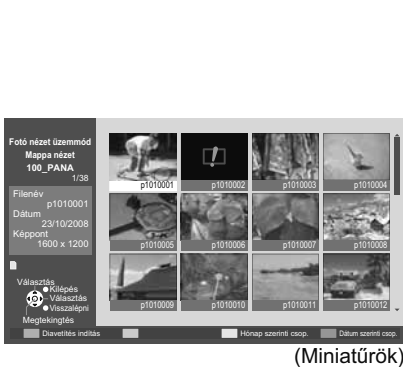 Fotó nézet üzemmód
Mappa nézet
100_PANA
1/38
Filenév
p1010001
Dátum
23/10/2008
Képpont
1600 x 1200
Választás
Kilépés
Választás
Visszalépni
Megtekingtés
p1010001 p1010002 p1010003 p1010004
p1010005 p1010006 p1010007 p1010008
p1010009 p1010010 p1010011 p1010012
Diavetítés indítás Hónap szerinti csop. Dátum szerinti csop.
(Miniatűrök)